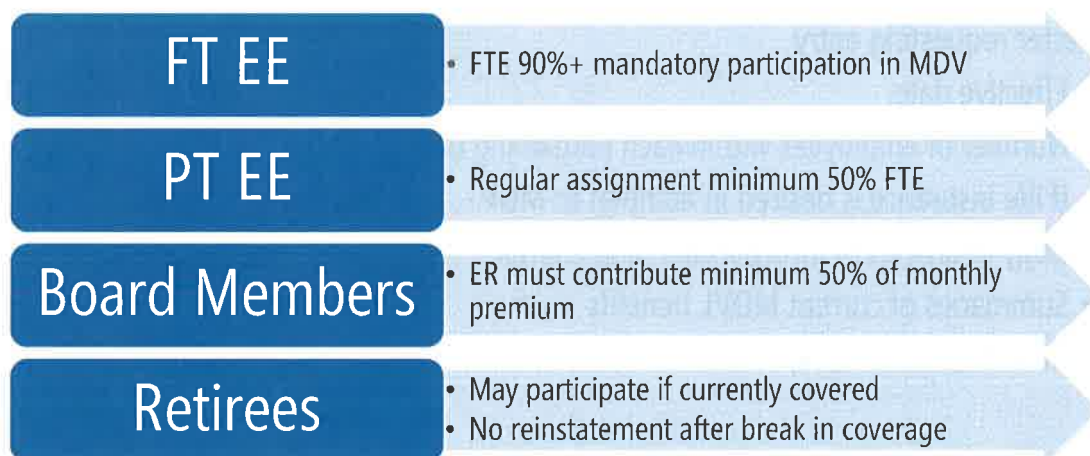 FT EE
• FTE 90%+ mandatory participation in MDV
PT EE
• Regular assignment minimum 50% FTE
Board Members
• ER must contribute minimum 50% of monthly
premium
Retirees
• May participate if currently covered
• No reinstatement after break in coverage